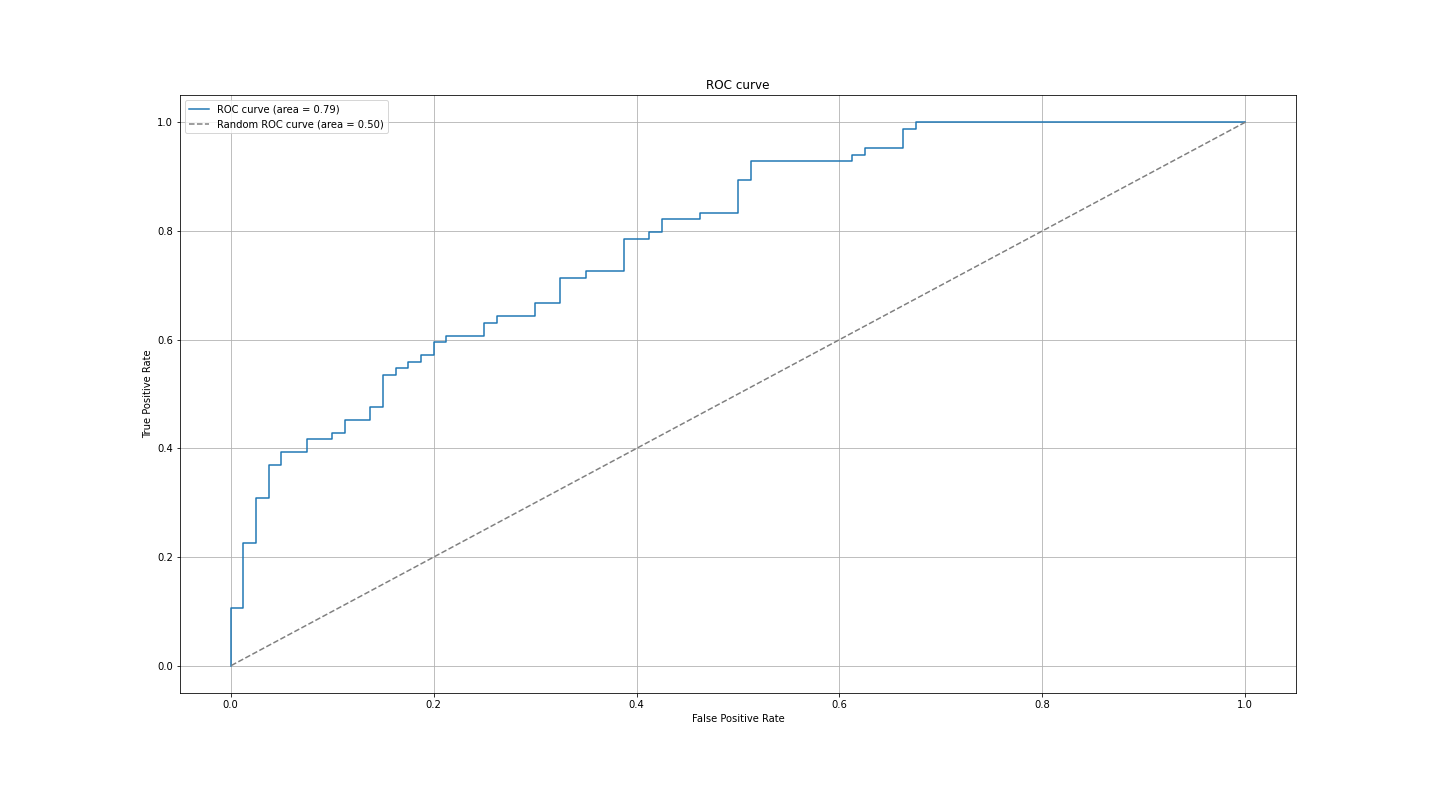 ROC curve
ROC curve (area = 0.79)
Random ROC curve (area = 0.50)
1.0
0.8
0.6
0.4
0.2
0.0
True Positive Rate
0.0 0.2 0.4 0.6 0.8 1.0
False Positive Rate